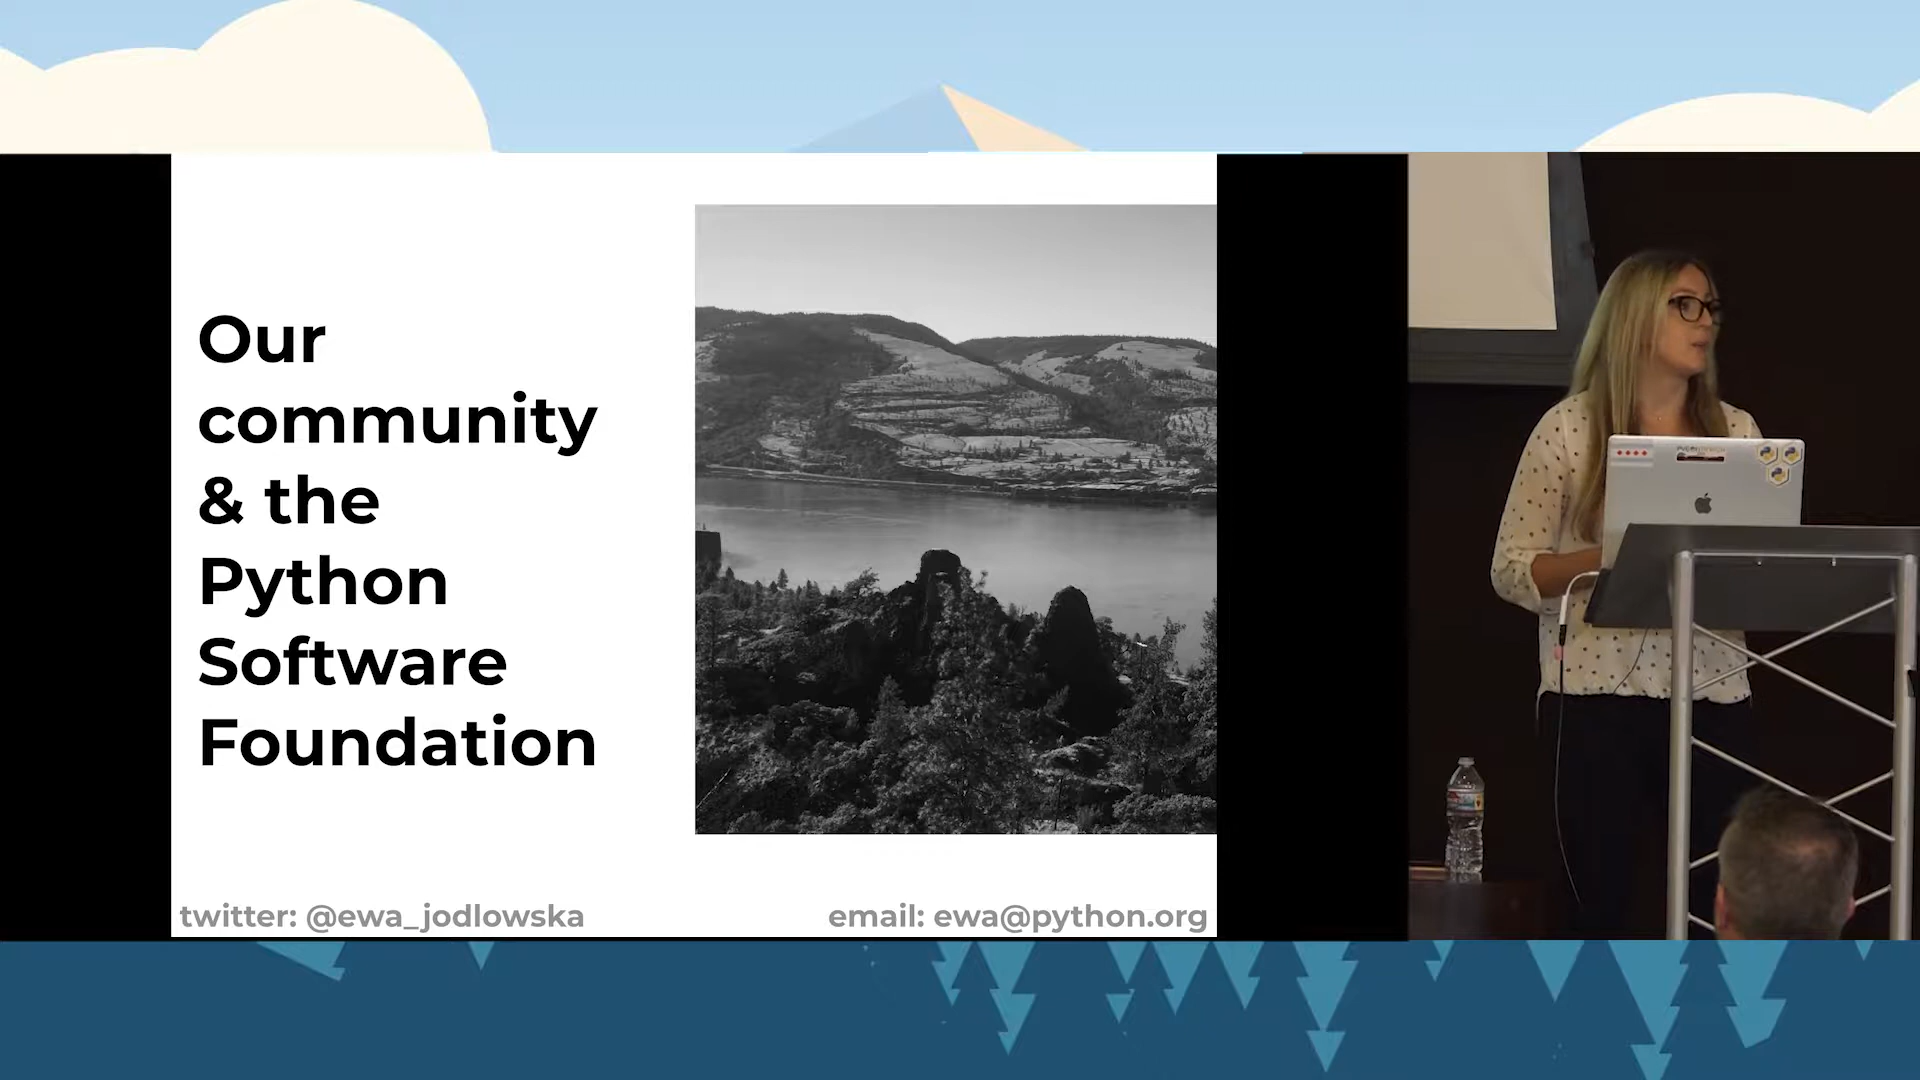 Our
community
& the
Python
Software
Foundation
twitter: @ewa_jodlowska
email: ewa@python.org